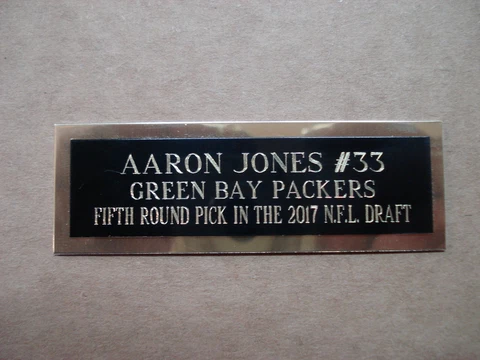 AARON JONES #33
GREEN BAY PACKERS
FIFTH ROUND PICK IN THE 2017 N.F.L. DRAFT